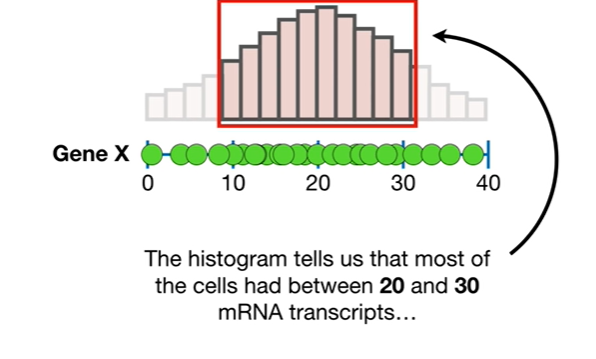 Gene X
0 10 20 30 40
The histogram tells us that most of
the cells had between 20 and 30
mRNA transcripts…